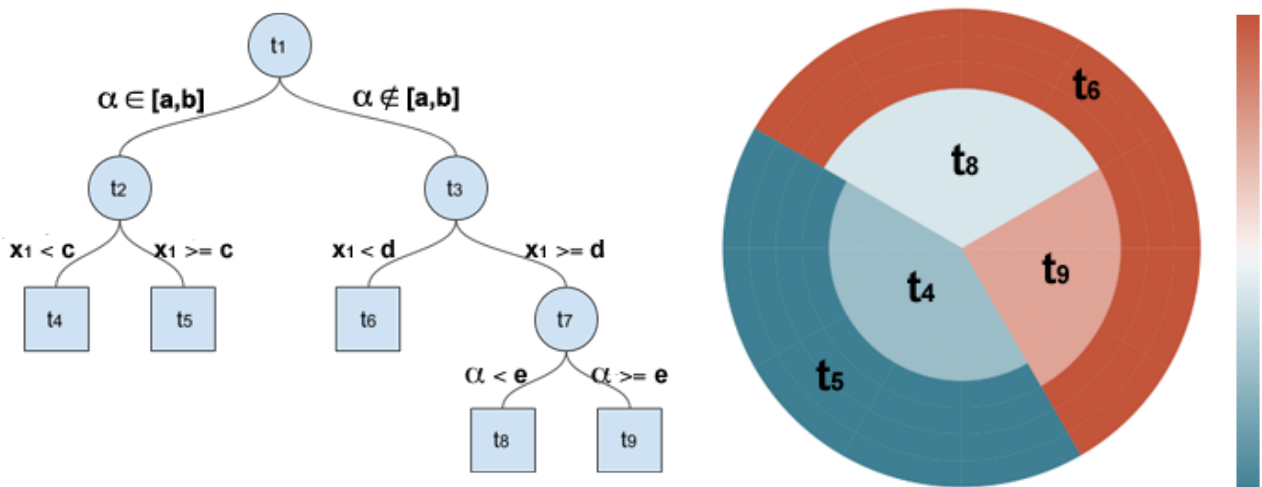 t1
α ∈ [a,b]
α ∉ [a,b]
t2
t3
x1 < c
x1 >= c
x1 < d
x1 >= d
t4
t5
t6
t7
α < e
α >= e
t8
t9
t6
t8
t9
t4
t5